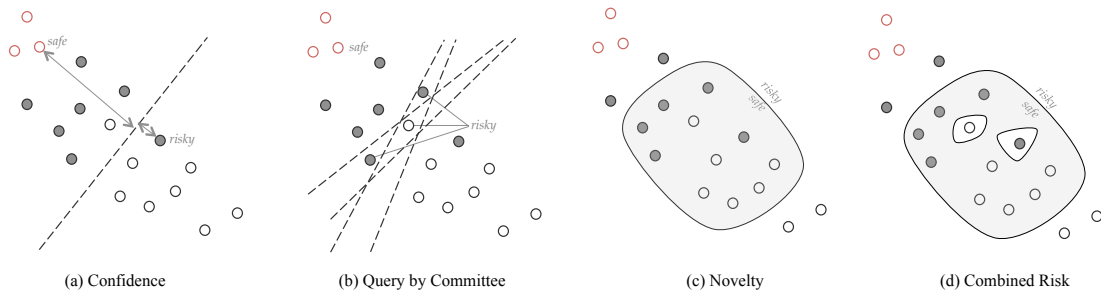 safe
risky
(a) Confidence
safe
risky
(b) Query by Committee
risky
safe
(c) Novelty
risky
safe
(d) Combined Risk